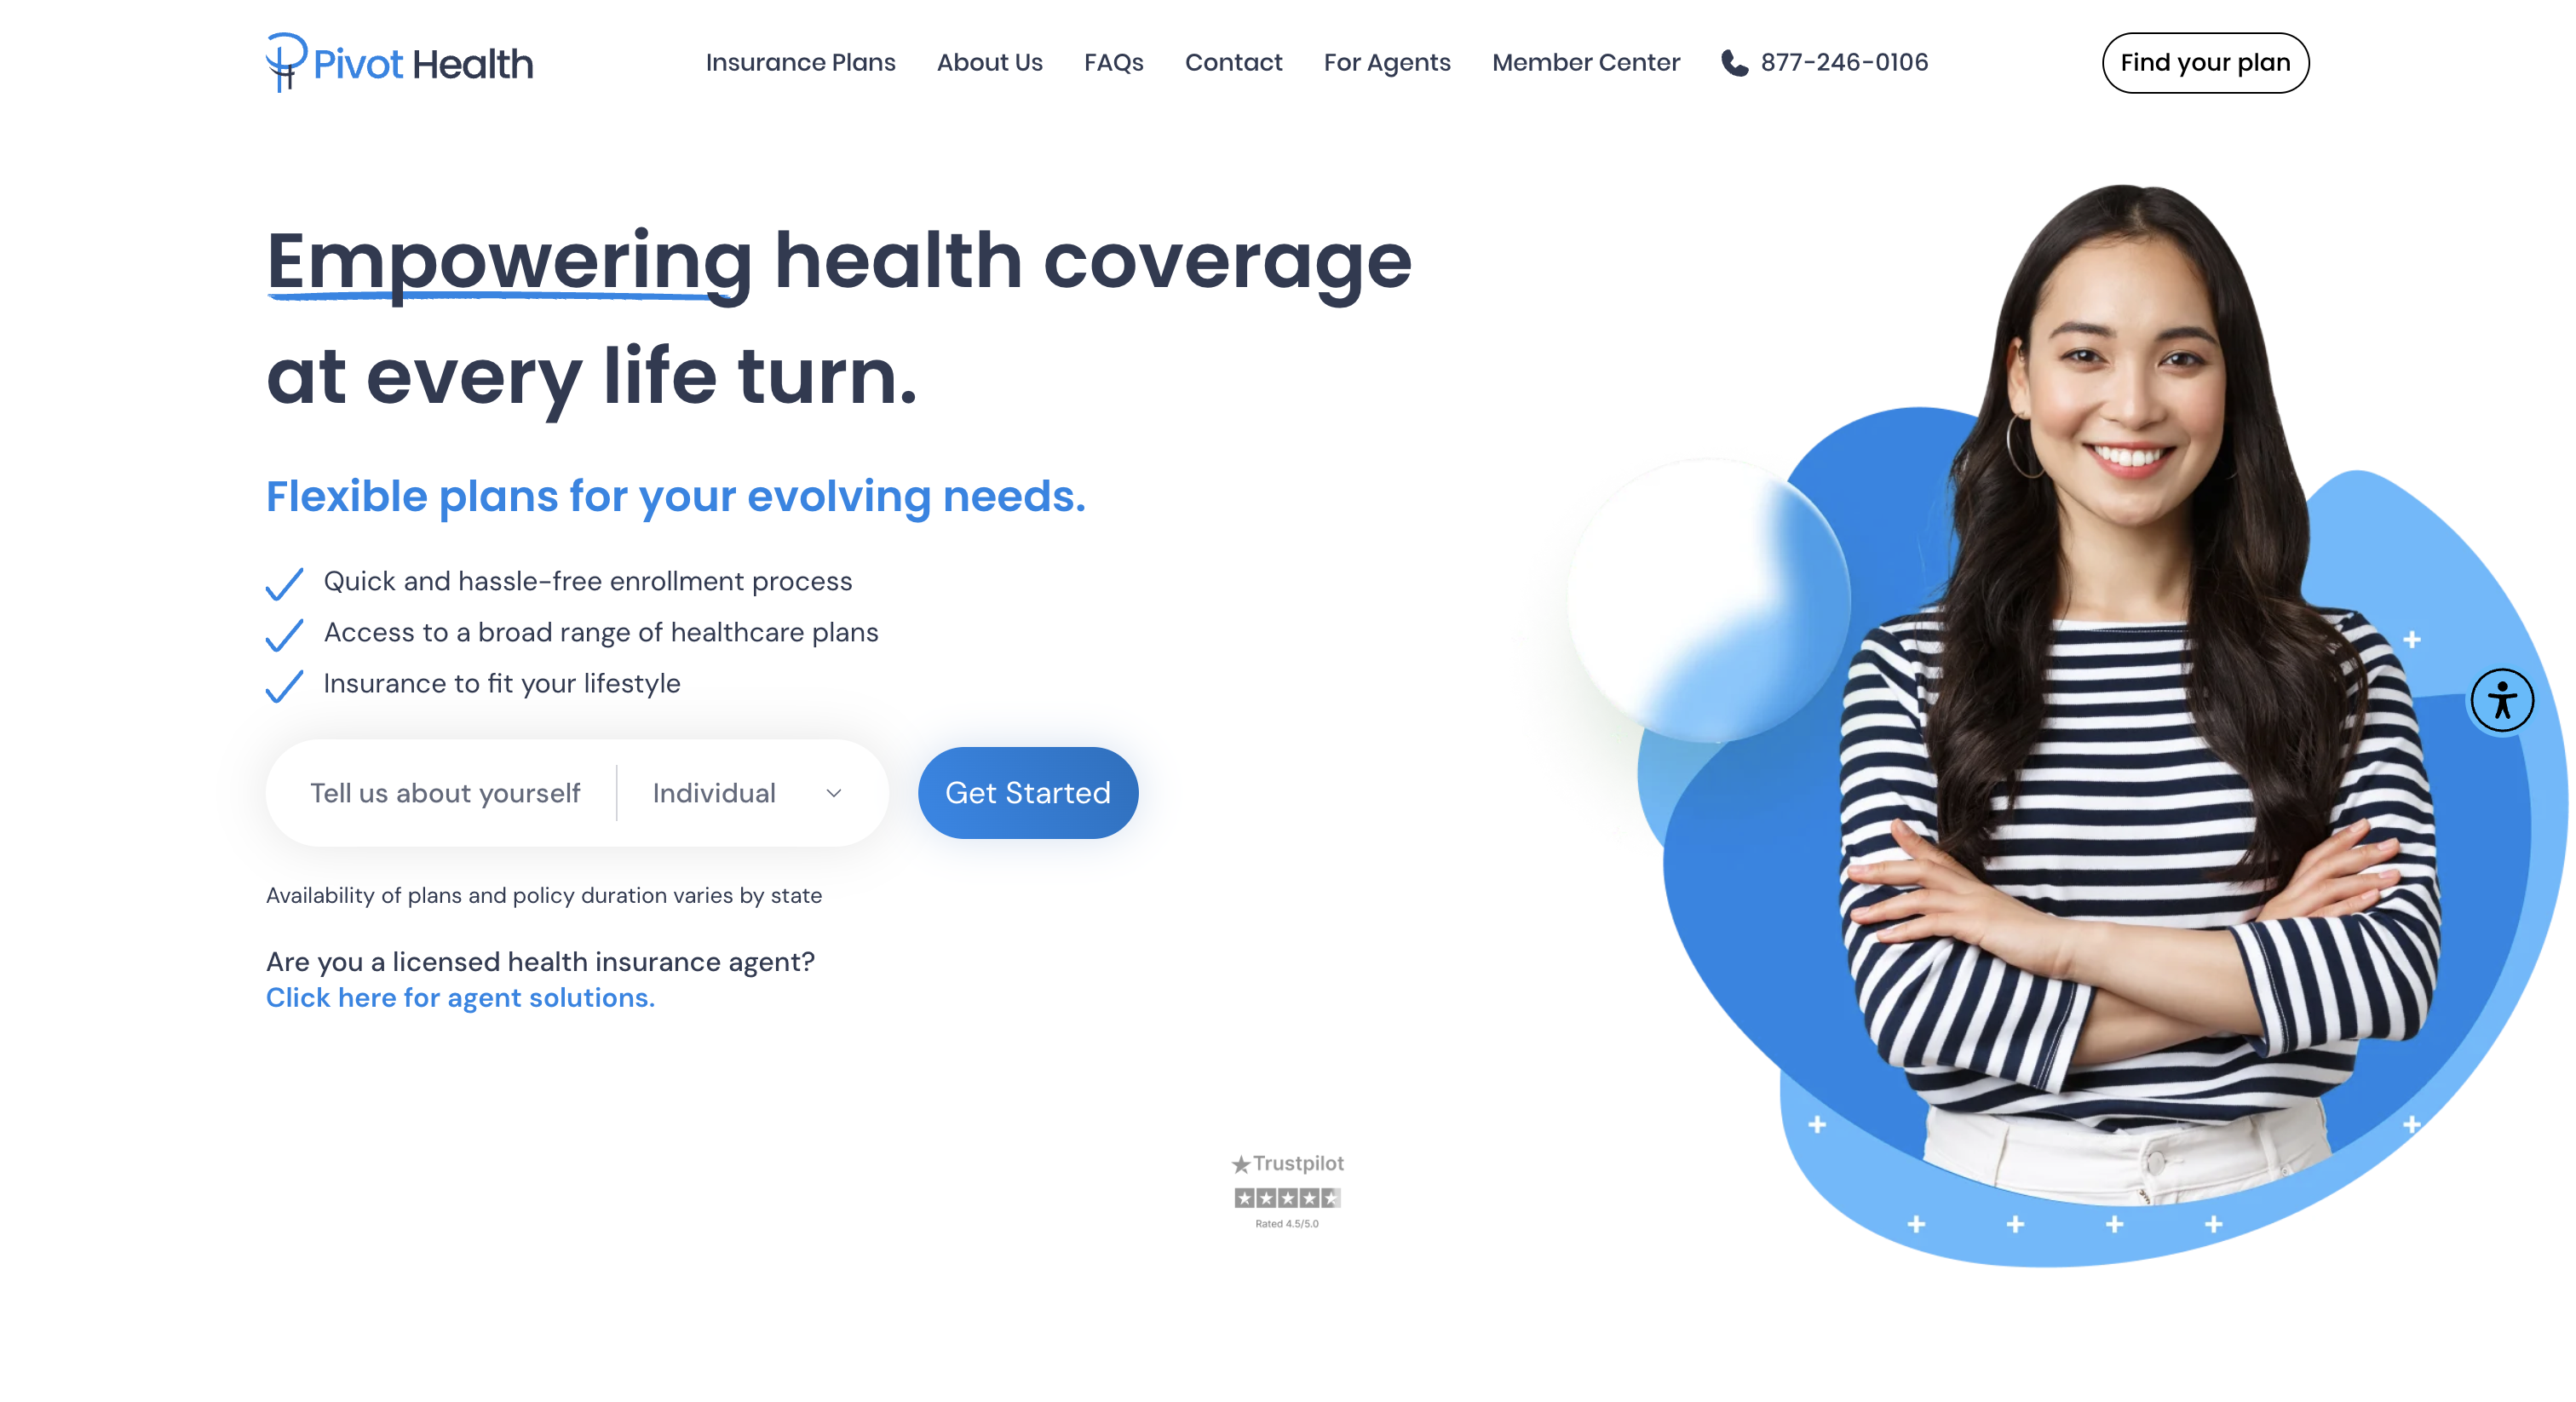 Pivot Health
Insurance Plans
About Us
FAQs
Contact
For Agents
Member Center
877-246-0106
Find your plan
Empowering health coverage
at every life turn.
Flexible plans for your evolving needs.
Quick and hassle-free enrollment process
Access to a broad range of healthcare plans
Insurance to fit your lifestyle
Tell us about yourself
Individual
Get Started
Availability of plans and policy duration varies by state
Are you a licensed health insurance agent?
Click here for agent solutions.
Trustpilot
Rated 4.5/5.0